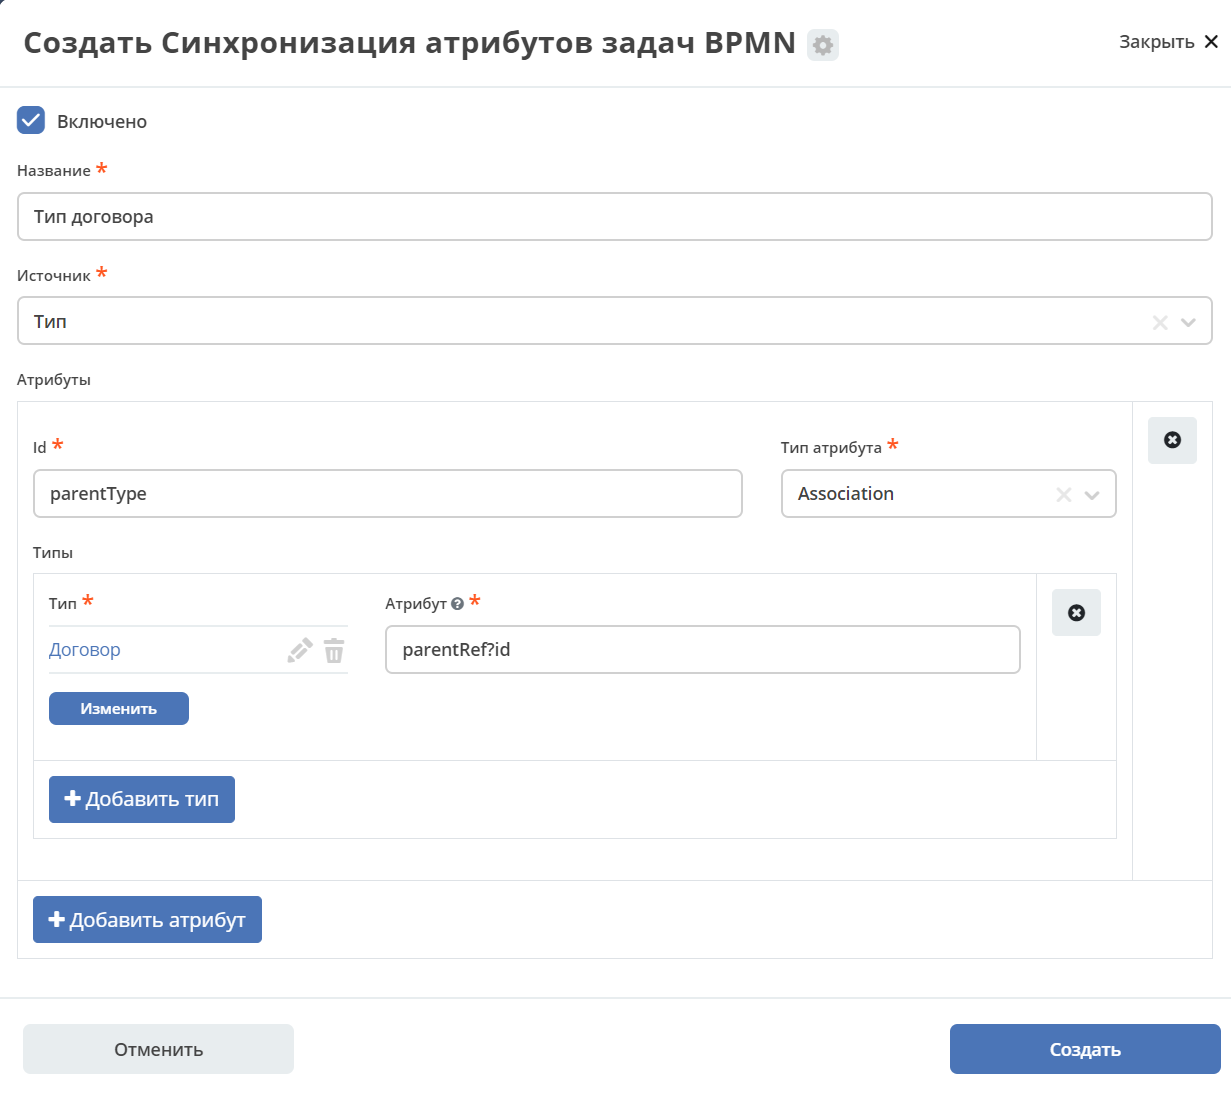 Создать Синхронизация атрибутов задач BPMN
Закрыть
Включено
Название *
Тип договора
Источник *
Тип
Атрибуты
Id * Тип атрибута *
parentType Association
Типы
Тип * Атрибут *
Договор parentRef?id
Изменить
Добавить тип
Добавить атрибут
Отменить Создать